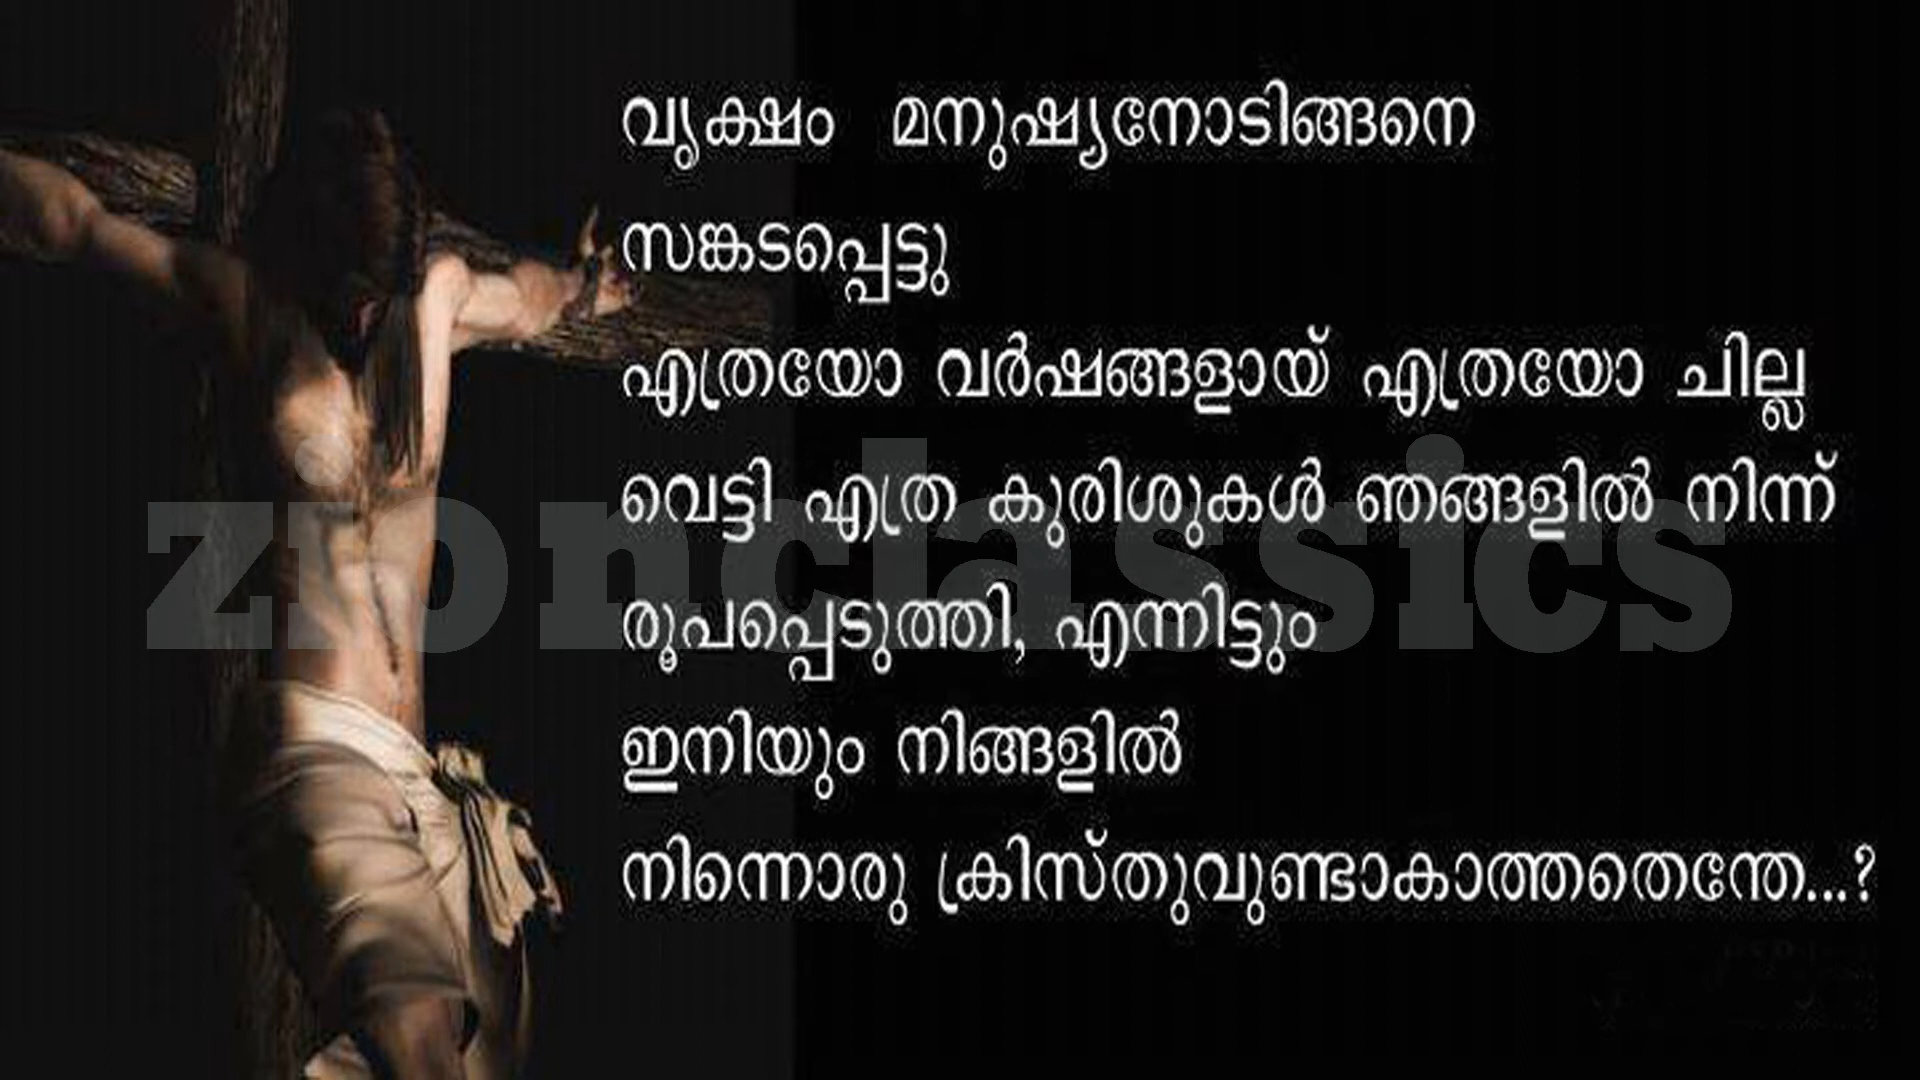 വൃക്ഷം മനുഷ്യനോടിങ്ങനെ
സങ്കടപ്പെട്ടു
എത്രയോ വർഷങ്ങളായ് എത്രയോ ചില്ല
വെട്ടി എത്ര കുരിശുകൾ ഞങ്ങളിൽ നിന്ന്
zionclassics
രൂപപ്പെടുത്തി, എന്നിട്ടും
ഇനിയും നിങ്ങളിൽ
നിന്നൊരു ക്രിസ്തുവുണ്ടാകാത്തതെന്തേ...?